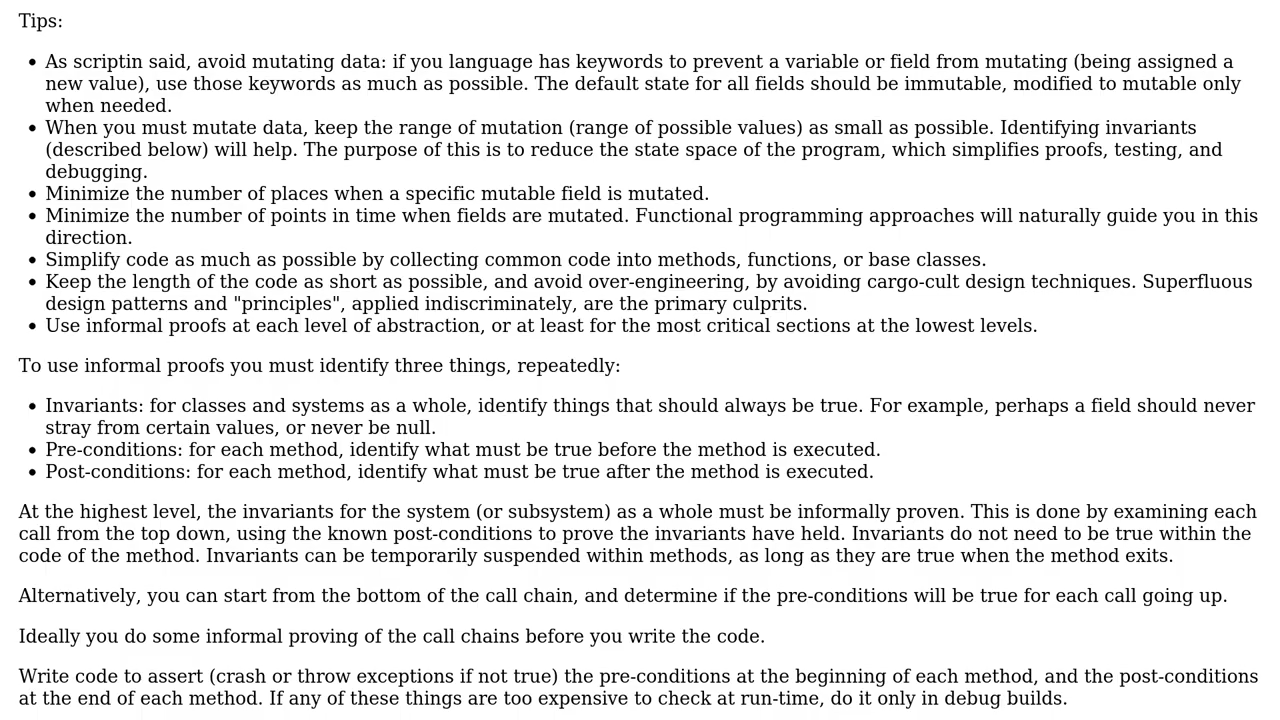 Tips:
• As scriptin said, avoid mutating data: if you language has keywords to prevent a variable or field from mutating (being assigned a
new value), use those keywords as much as possible. The default state for all fields should be immutable, modified to mutable only
when needed.
• When you must mutate data, keep the range of mutation (range of possible values) as small as possible. Identifying invariants
(described below) will help. The purpose of this is to reduce the state space of the program, which simplifies proofs, testing, and
debugging.
• Minimize the number of places when a specific mutable field is mutated.
• Minimize the number of points in time when fields are mutated. Functional programming approaches will naturally guide you in this
direction.
• Simplify code as much as possible by collecting common code into methods, functions, or base classes.
• Keep the length of the code as short as possible, and avoid over-engineering, by avoiding cargo-cult design techniques. Superfluous
design patterns and "principles", applied indiscriminately, are the primary culprits.
• Use informal proofs at each level of abstraction, or at least for the most critical sections at the lowest levels.
To use informal proofs you must identify three things, repeatedly:
• Invariants: for classes and systems as a whole, identify things that should always be true. For example, perhaps a field should never
stray from certain values, or never be null.
• Pre-conditions: for each method, identify what must be true before the method is executed.
• Post-conditions: for each method, identify what must be true after the method is executed.
At the highest level, the invariants for the system (or subsystem) as a whole must be informally proven. This is done by examining each
call from the top down, using the known post-conditions to prove the invariants have held. Invariants do not need to be true within the
code of the method. Invariants can be temporarily suspended within methods, as long as they are true when the method exits.
Alternatively, you can start from the bottom of the call chain, and determine if the pre-conditions will be true for each call going up.
Ideally you do some informal proving of the call chains before you write the code.
Write code to assert (crash or throw exceptions if not true) the pre-conditions at the beginning of each method, and the post-conditions
at the end of each method. If any of these things are too expensive to check at run-time, do it only in debug builds.